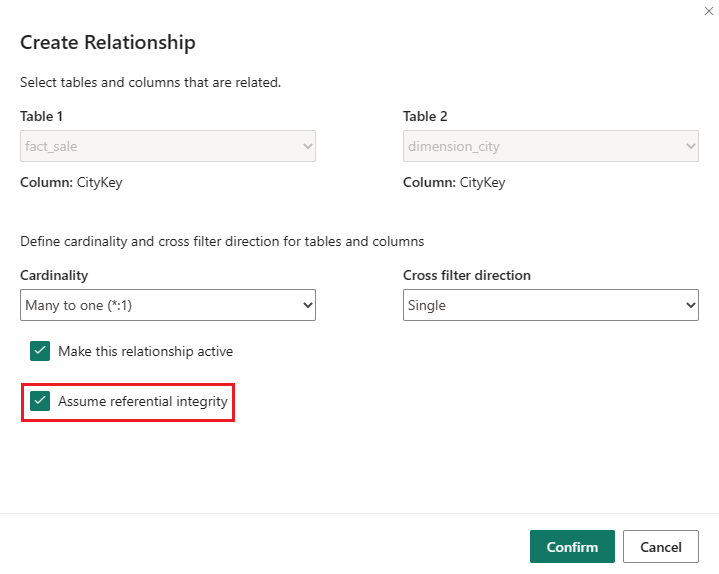 Create Relationship
Select tables and columns that are related.
Table 1
fact_sale
Column: CityKey
Table 2
dimension_city
Column: CityKey
Define cardinality and cross filter direction for tables and columns
Cardinality
Many to one (*:1)
Cross filter direction
Single
Make this relationship active
Assume referential integrity
Confirm
Cancel